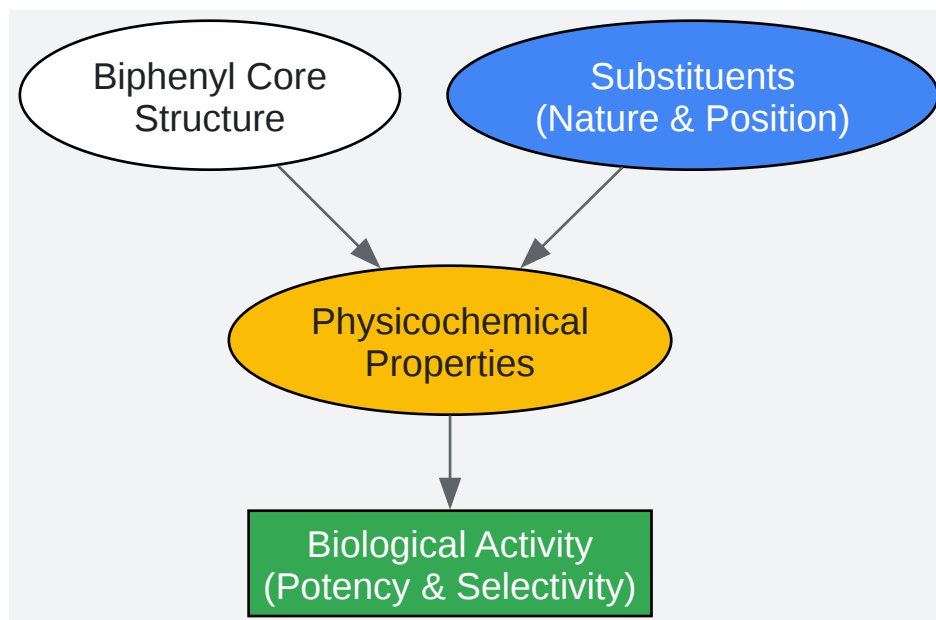 Biphenyl Core
Structure
Substituents
(Nature & Position)
Physicochemical
Properties
Biological Activity
(Potency & Selectivity)